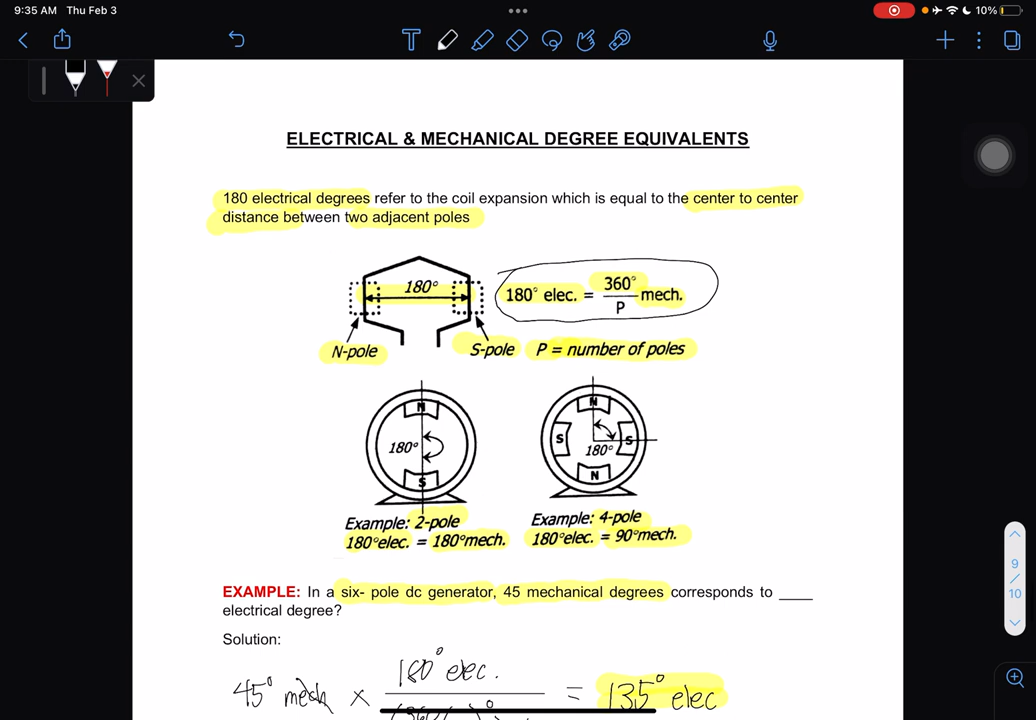 9:35 AM Thu Feb 3
10%
ELECTRICAL & MECHANICAL DEGREE EQUIVALENTS
180 electrical degrees refer to the coil expansion which is equal to the center to center
distance between two adjacent poles
180°
180° elec. = 360° / P mech.
N-pole
S-pole
P = number of poles
N
180°
S
N
S
S
180°
N
Example: 2-pole
180°elec. = 180°mech.
Example: 4-pole
180°elec. = 90°mech.
EXAMPLE: In a six- pole dc generator, 45 mechanical degrees corresponds to ____
electrical degree?
Solution:
180° elec.
45° mech × = 135° elec
9
/
10